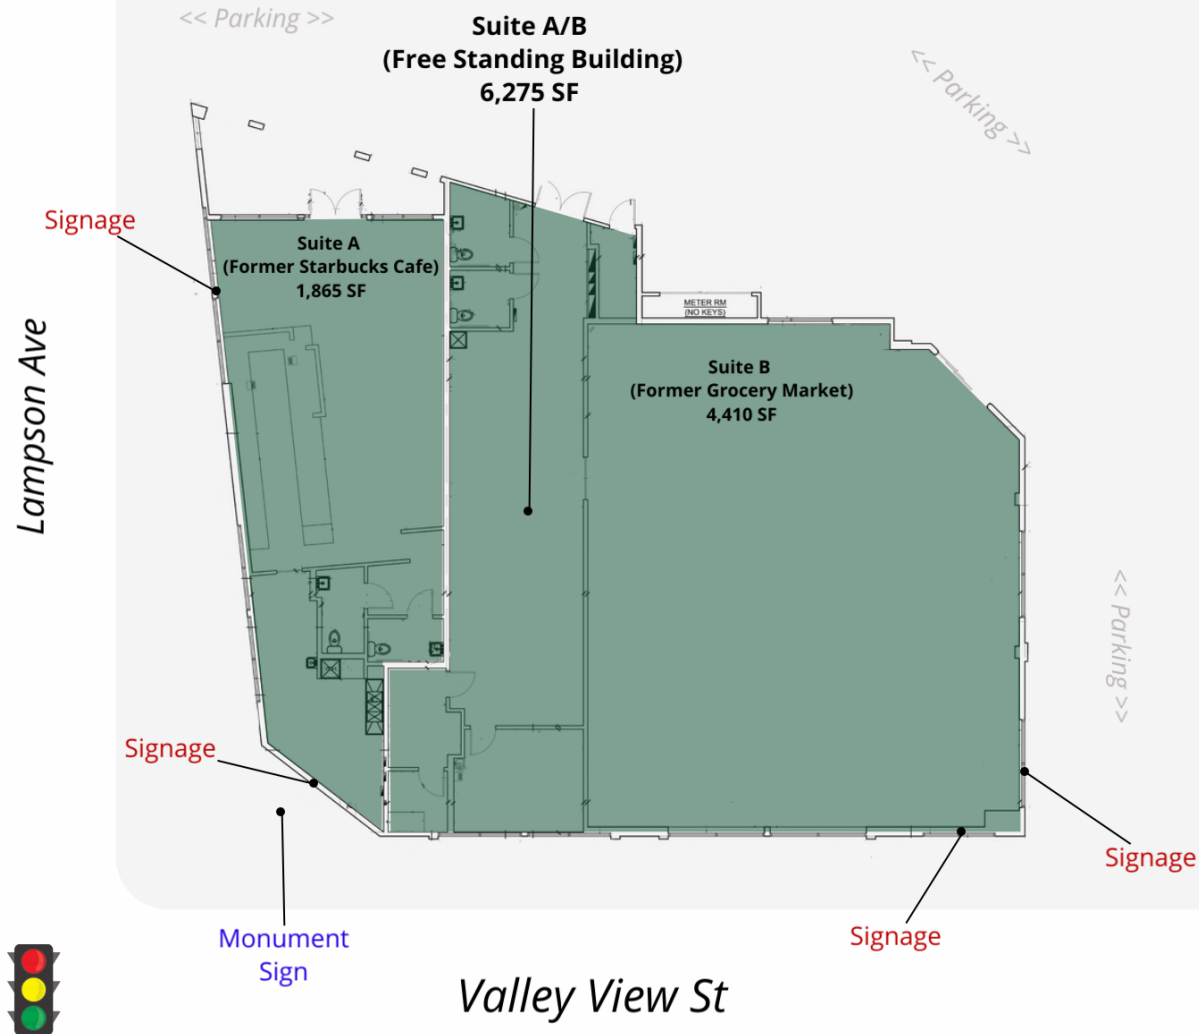 << Parking >>
Suite A/B
(Free Standing Building)
6,275 SF
<< Parking >>
Signage
Suite A
(Former Starbucks Cafe)
1,865 SF
METER RM
(NO KEYS)
Lampson Ave
Suite B
(Former Grocery Market)
4,410 SF
<< Parking >>
Signage
Signage
Signage
Monument
Sign
Valley View St